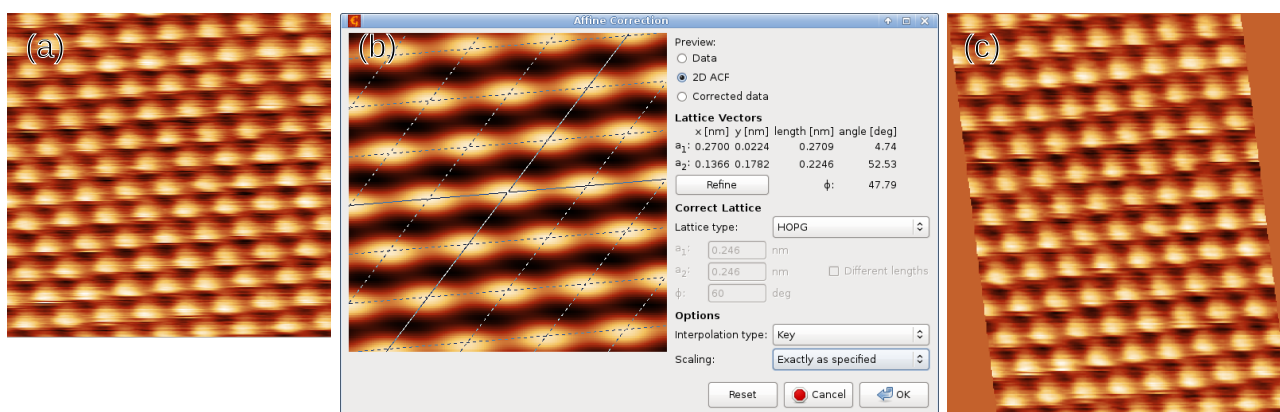 (a)
Affine Correction
(b)
Preview:
Data
2D ACF
Corrected data
Lattice Vectors
x [nm] y [nm] length [nm] angle [deg]
a1: 0.2700 0.0224 0.2709 4.74
a2: 0.1366 0.1782 0.2246 52.53
Refine ϕ: 47.79
Correct Lattice
Lattice type: HOPG
a1: 0.246 nm
a2: 0.246 nm Different lengths
ϕ: 60 deg
Options
Interpolation type: Key
Scaling: Exactly as specified
Reset Cancel OK
(c)